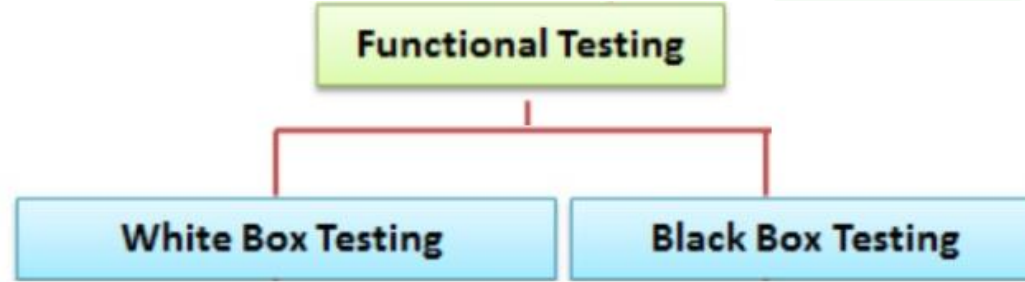 Functional Testing
White Box Testing
Black Box Testing